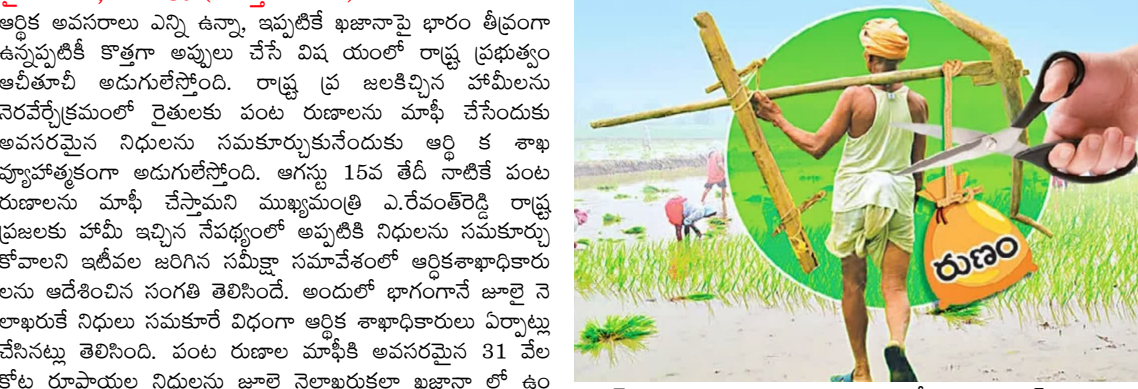 ఆర్థిక అవసరాలు ఎన్ని ఉన్నా, ఇప్పటికే ఖజానాపై భారం తీవ్రంగా
ఉన్నప్పటికీ కొత్తగా అప్పులు చేసే విష యంలో రాష్ట్ర ప్రభుత్వం
ఆచీతూచీ అడుగులేస్తోంది. రాష్ట్ర ప్ర జలకిచ్చిన హామీలను
నెరవేర్చేక్రమంలో రైతులకు పంట రుణాలను మాఫీ చేసేందుకు
అవసరమైన నిధులను సమకూర్చుకునేందుకు ఆర్థి క శాఖ
వ్యూహాత్మకంగా అడుగులేస్తోంది. ఆగస్టు 15వ తేదీ నాటికే పంట
రుణాలను మాఫీ చేస్తామని ముఖ్యమంత్రి ఎ.రేవంత్‌రెడ్డి రాష్ట్ర
ప్రజలకు హామీ ఇచ్చిన నేపథ్యంలో అప్పటికి నిధులను సమకూర్చు
కోవాలని ఇటీవల జరిగిన సమీక్షా సమావేశంలో ఆర్ధికశాఖాధికారు
లను ఆదేశించిన సంగతి తెలిసిందే. అందులో భాగంగానే జూలై నె
లాఖరుకే నిధులు సమకూరే విధంగా ఆర్థిక శాఖాధికారులు ఏర్పాట్లు
చేసినట్లు తెలిసింది. పంట రుణాల మాఫీకి అవసరమైన 31 వేల
కోట్ల రూపాయల నిధులను జూలై నెలాఖరుకల్లా ఖజానా లో ఉం
రుణం